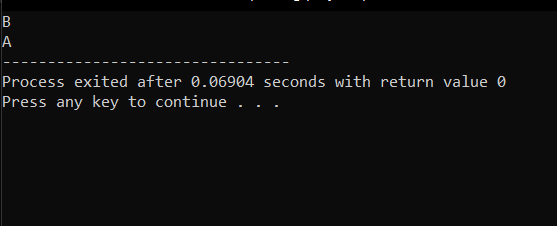 B
A
--------------------------------
Process exited after 0.06904 seconds with return value 0
Press any key to continue . . .